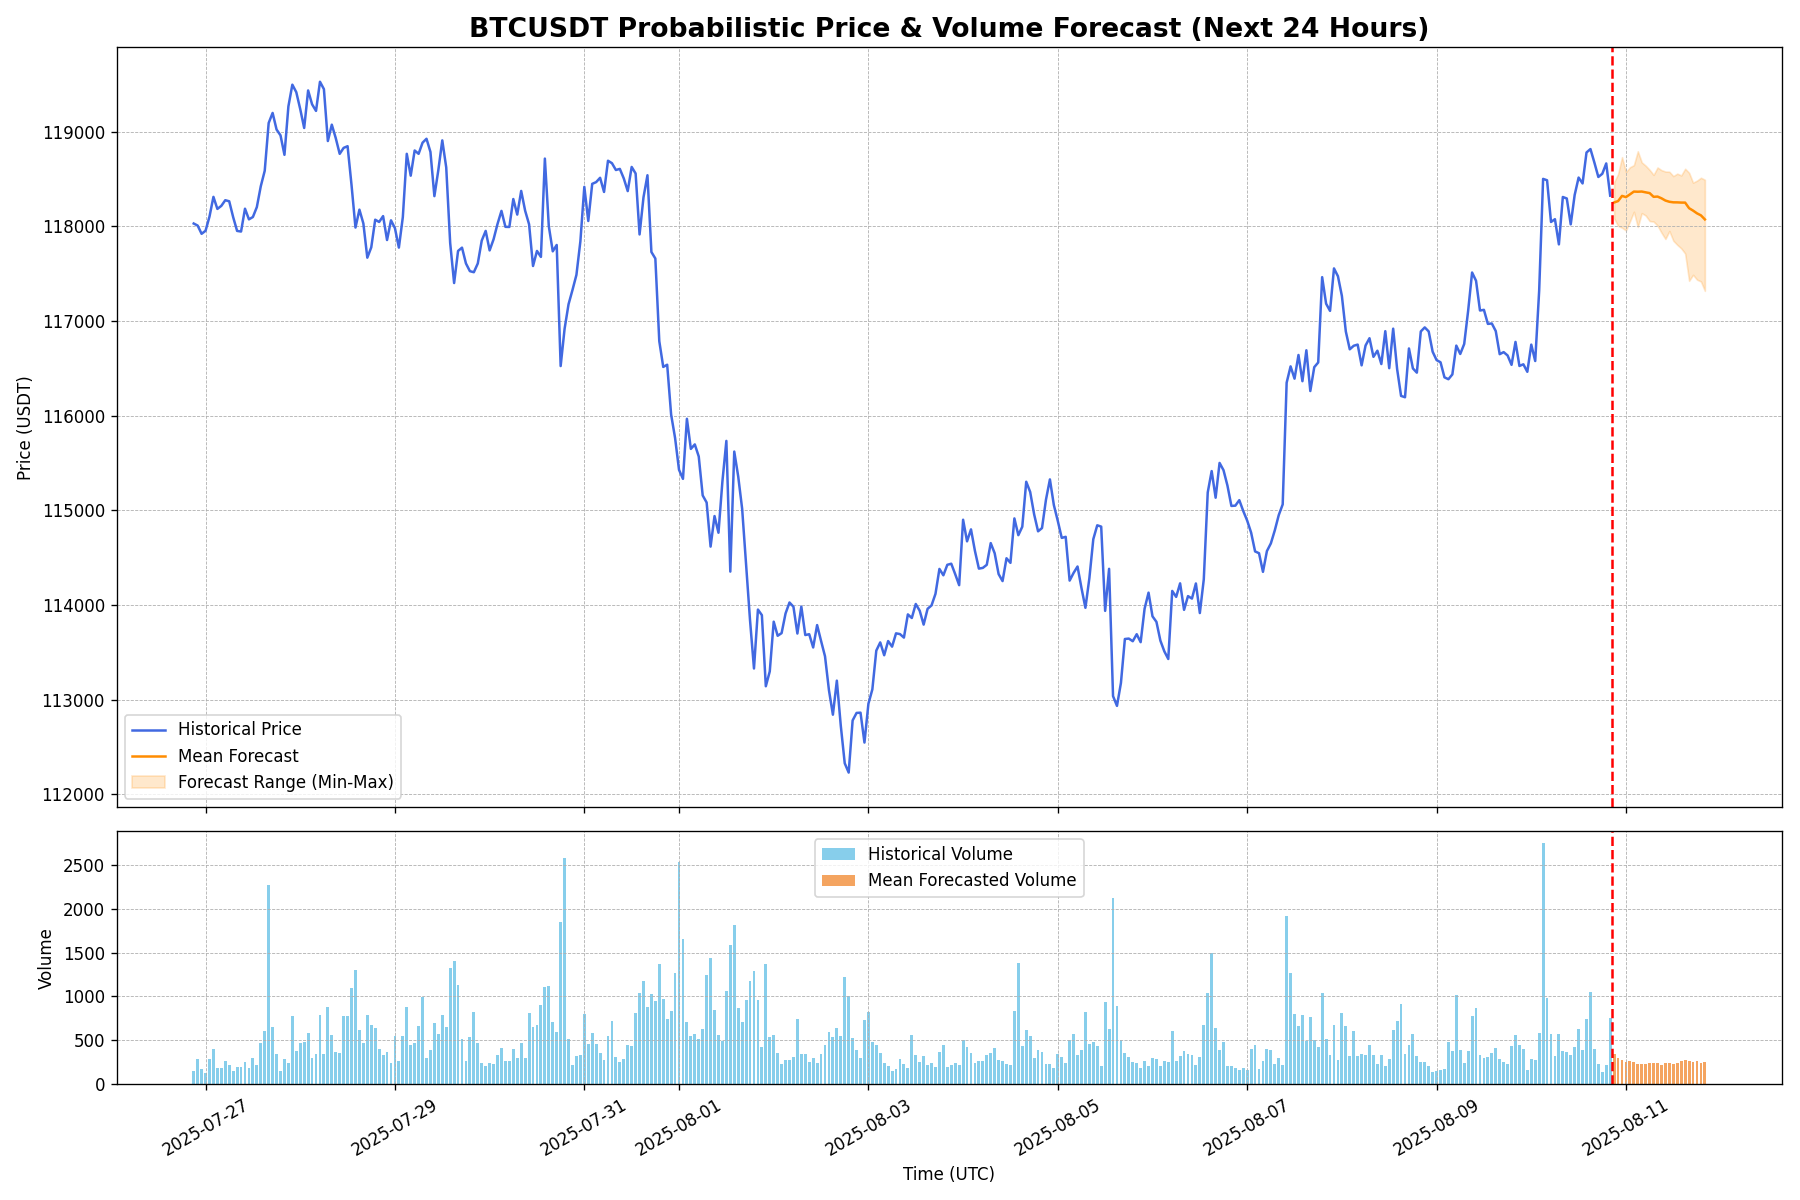 BTCUSDT Probabilistic Price & Volume Forecast (Next 24 Hours)
Price (USDT)
119000
118000
117000
116000
115000
114000
113000
112000
Historical Price
Mean Forecast
Forecast Range (Min-Max)
Volume
2500
2000
1500
1000
500
0
Historical Volume
Mean Forecasted Volume
2025-07-27
2025-07-29
2025-07-31
2025-08-01
2025-08-03
2025-08-05
2025-08-07
2025-08-09
2025-08-11
Time (UTC)